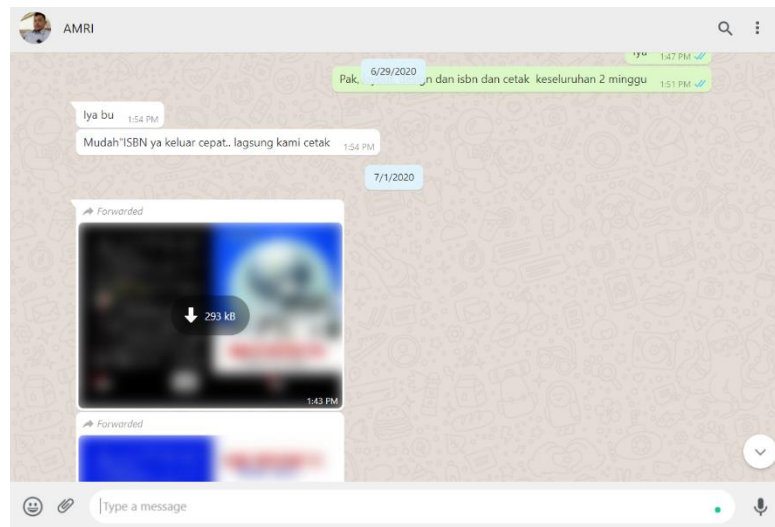 AMRI
1:47 PM
6/29/2020
Pak, n dan isbn dan cetak keseluruhan 2 minggu 1:51 PM
Iya bu 1:54 PM
Mudah"ISBN ya keluar cepat.. lagsung kami cetak 1:54 PM
7/1/2020
Forwarded
293 kB
1:43 PM
Forwarded
Type a message